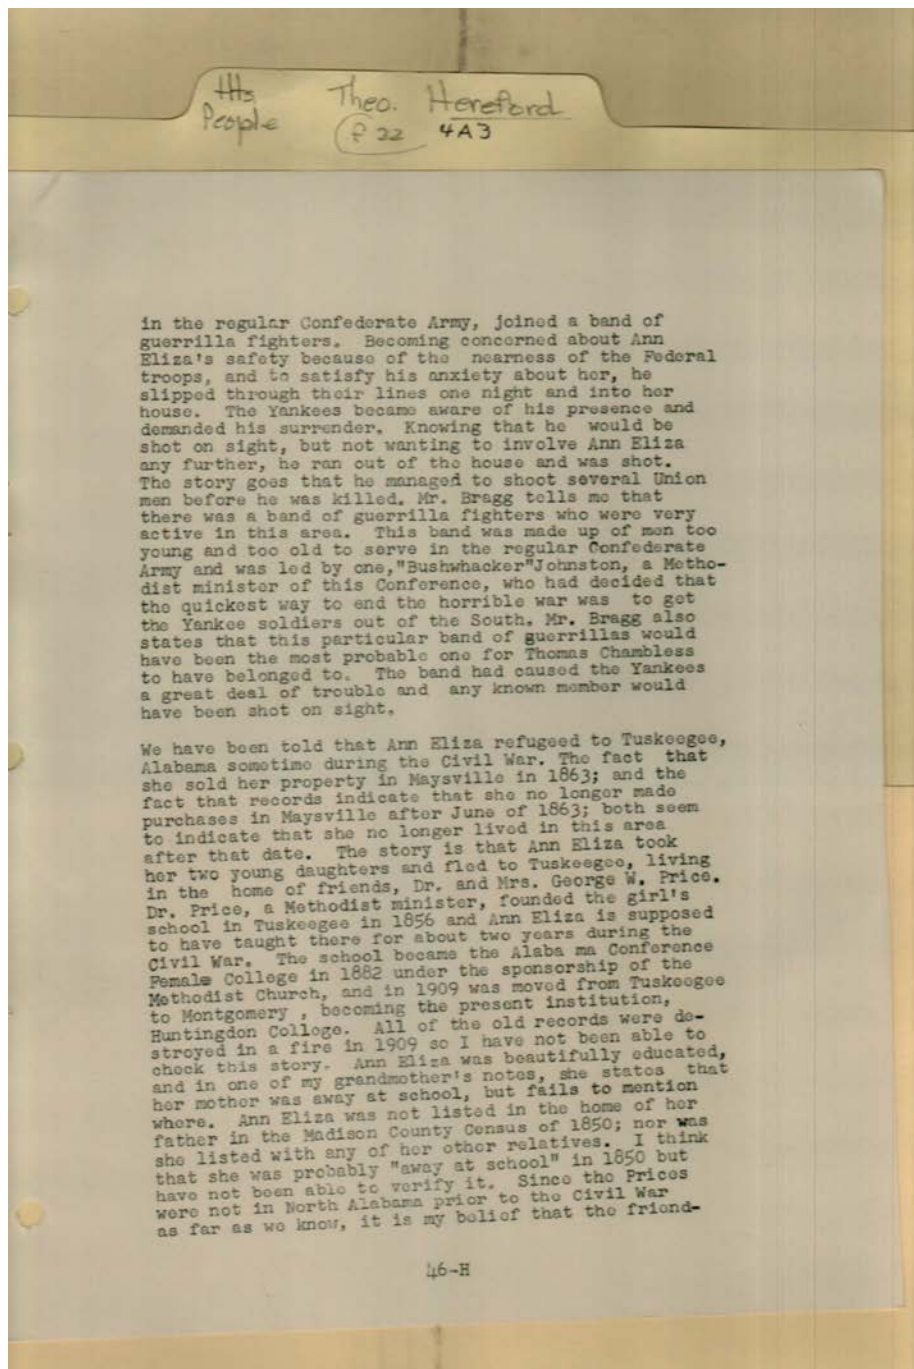 Hts
People
Theo. Hereford
f 22
4A3
in the regular Confederate Army, joined a band of
guerrilla fighters. Becoming concerned about Ann
Eliza's safety because of the nearness of the Federal
troops, and to satisfy his anxiety about her, he
slipped through their lines one night and into her
house. The Yankees became aware of his presence and
demanded his surrender. Knowing that he would be
shot on sight, but not wanting to involve Ann Eliza
any further, he ran out of the house and was shot.
The story goes that he managed to shoot several Union
men before he was killed. Mr. Bragg tells me that
there was a band of guerrilla fighters who were very
active in this area. This band was made up of men too
young and too old to serve in the regular Confederate
Army and was led by one,"Bushwhacker"Johnston, a Metho-
dist minister of this Conference, who had decided that
the quickest way to end the horrible war was to get
the Yankee soldiers out of the South. Mr. Bragg also
states that this particular band of guerrillas would
have been the most probable one for Thomas Chambless
to have belonged to. The band had caused the Yankees
a great deal of trouble and any known member would
have been shot on sight.
We have been told that Ann Eliza refugeed to Tuskeegee,
Alabama sometime during the Civil War. The fact that
she sold her property in Maysville in 1863; and the
fact that records indicate that she no longer made
purchases in Maysville after June of 1863; both seem
to indicate that she no longer lived in this area
after that date. The story is that Ann Eliza took
her two young daughters and fled to Tuskeegee, living
in the home of friends, Dr. and Mrs. George W. Price.
Dr. Price, a Methodist minister, founded the girl's
school in Tuskeegee in 1856 and Ann Eliza is supposed
to have taught there for about two years during the
Civil War. The school became the Alaba ma Conference
Female College in 1882 under the sponsorship of the
Methodist Church, and in 1909 was moved from Tuskeegee
to Montgomery , becoming the present institution,
Huntingdon College. All of the old records were de-
stroyed in a fire in 1909 so I have not been able to
check this story. Ann Eliza was beautifully educated,
and in one of my grandmother's notes, she states that
her mother was away at school, but fails to mention
where. Ann Eliza was not listed in the home of her
father in the Madison County Census of 1850; nor was
she listed with any of her other relatives. I think
that she was probably "away at school" in 1850 but
have not been able to verify it. Since the Prices
were not in North Alabama prior to the Civil War
as far as we know, it is my belief that the friend-
46-H